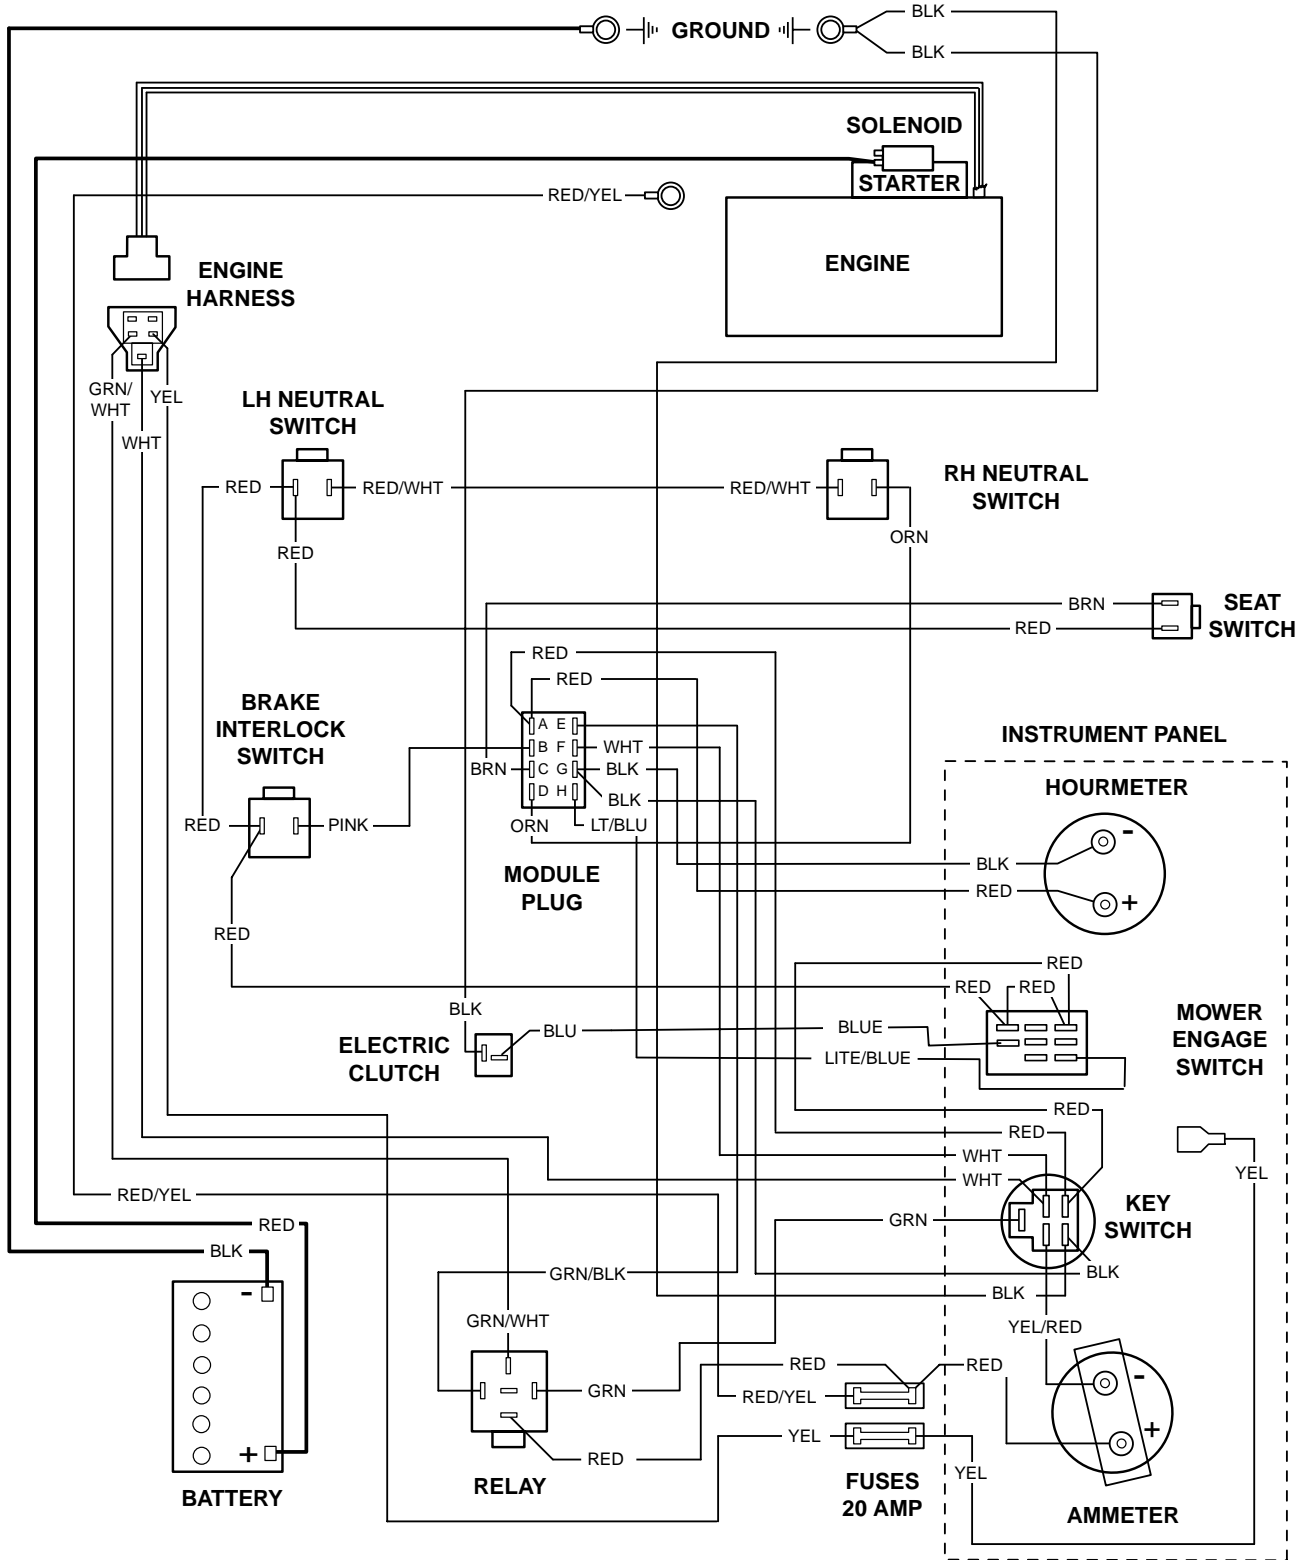 BLK
GROUND
BLK
SOLENOID
STARTER
RED/YEL
ENGINE
ENGINE
HARNESS
GRN/
WHT
YEL
WHT
LH NEUTRAL
SWITCH
RED
RED/WHT
RED/WHT
RH NEUTRAL
SWITCH
RED
ORN
BRN
RED
SEAT
SWITCH
RED
RED
BRAKE
INTERLOCK
SWITCH
A E
B F
C G
D H
WHT
BRN
BLK
BLK
ORN
LT/BLU
MODULE
PLUG
RED
PINK
RED
INSTRUMENT PANEL
HOURMETER
-
BLK
RED
+
RED
RED
RED
MOWER
ENGAGE
SWITCH
BLK
ELECTRIC
CLUTCH
BLU
BLUE
LITE/BLUE
RED
RED
WHT
WHT
YEL
RED/YEL
GRN
KEY
SWITCH
RED
BLK
GRN/BLK
BLK
BLK
-
+
BATTERY
GRN/WHT
YEL/RED
GRN
RED
RED
RED/YEL
RED
YEL
RELAY
FUSES
20 AMP
YEL
-
+
AMMETER